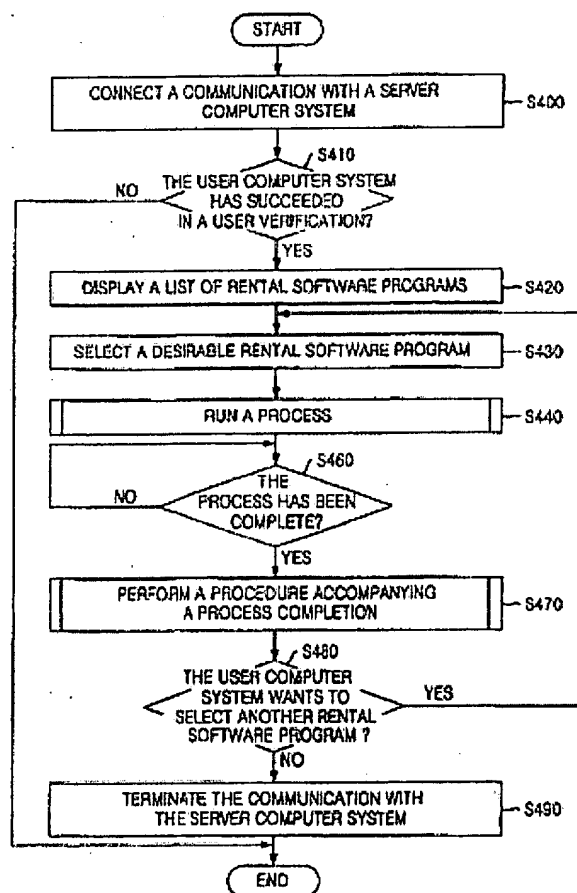 START
CONNECT A COMMUNICATION WITH A SERVER
COMPUTER SYSTEM
S400
S410
NO
THE USER COMPUTER SYSTEM
HAS SUCCEEDED
IN A USER VERIFICATION?
YES
DISPLAY A LIST OF RENTAL SOFTWARE PROGRAMS
S420
SELECT A DESIRABLE RENTAL SOFTWARE PROGRAM
S430
RUN A PROCESS
S440
S460
NO
THE
PROCESS HAS BEEN
COMPLETE?
YES
PERFORM A PROCEDURE ACCOMPANYING
A PROCESS COMPLETION
S470
S480
THE USER COMPUTER
SYSTEM WANTS TO
SELECT ANOTHER RENTAL
SOFTWARE PROGRAM ?
YES
NO
TERMINATE THE COMMUNICATION WITH
THE SERVER COMPUTER SYSTEM
S490
END